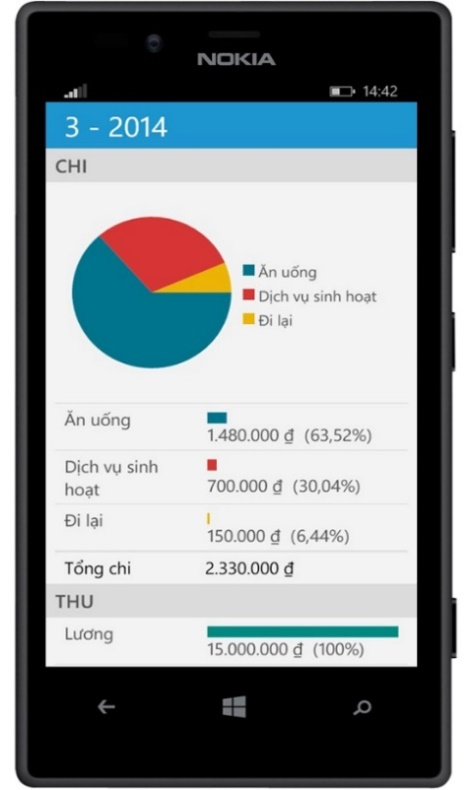 NOKIA
14:42
3 - 2014
CHI
Ăn uống
Dịch vụ sinh hoạt
Đi lại
Ăn uống
1.480.000 ₫ (63,52%)
Dịch vụ sinh
hoạt
700.000 ₫ (30,04%)
Đi lại
150.000 ₫ (6,44%)
Tổng chi
2.330.000 ₫
THU
Lương
15.000.000 ₫ (100%)